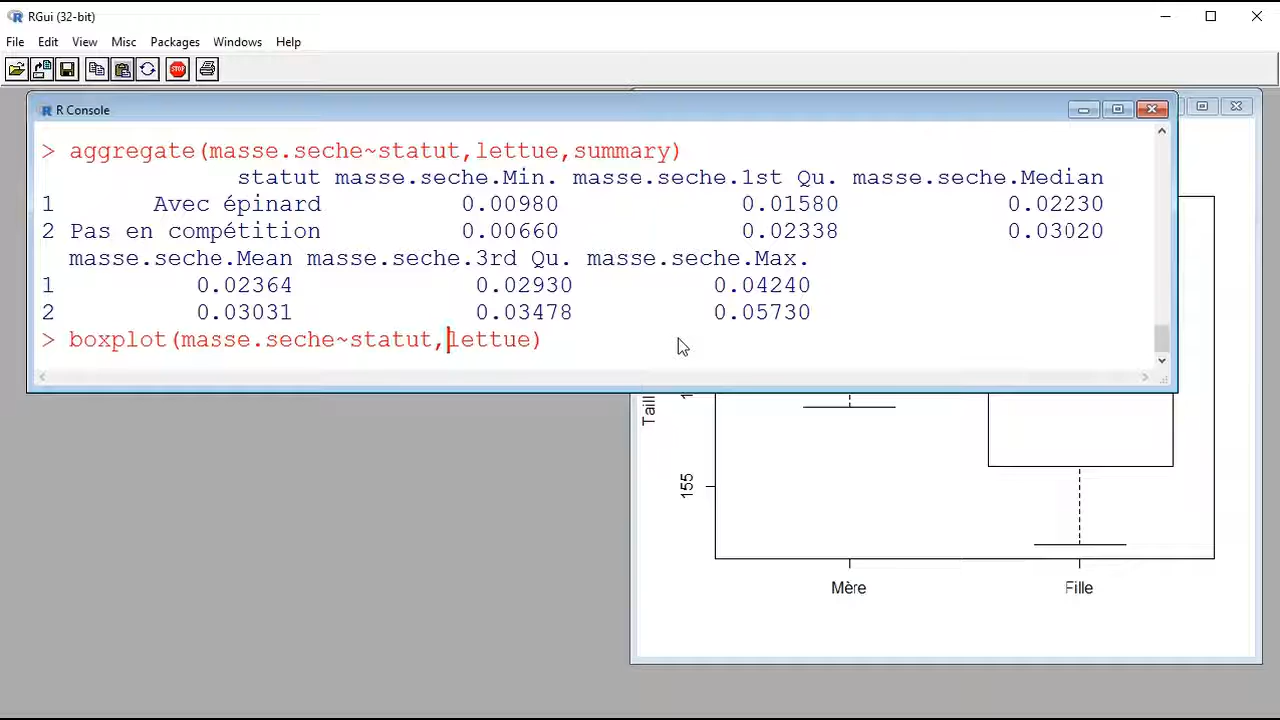 RGui (32-bit)
File Edit View Misc Packages Windows Help
STOP
R Console
> aggregate(masse.seche~statut,lettue,summary)
statut masse.seche.Min. masse.seche.1st Qu. masse.seche.Median
1 Avec épinard 0.00980 0.01580 0.02230
2 Pas en compétition 0.00660 0.02338 0.03020
masse.seche.Mean masse.seche.3rd Qu. masse.seche.Max.
1 0.02364 0.02930 0.04240
2 0.03031 0.03478 0.05730
> boxplot(masse.seche~statut,lettue)
Taill
155
Mère Fille